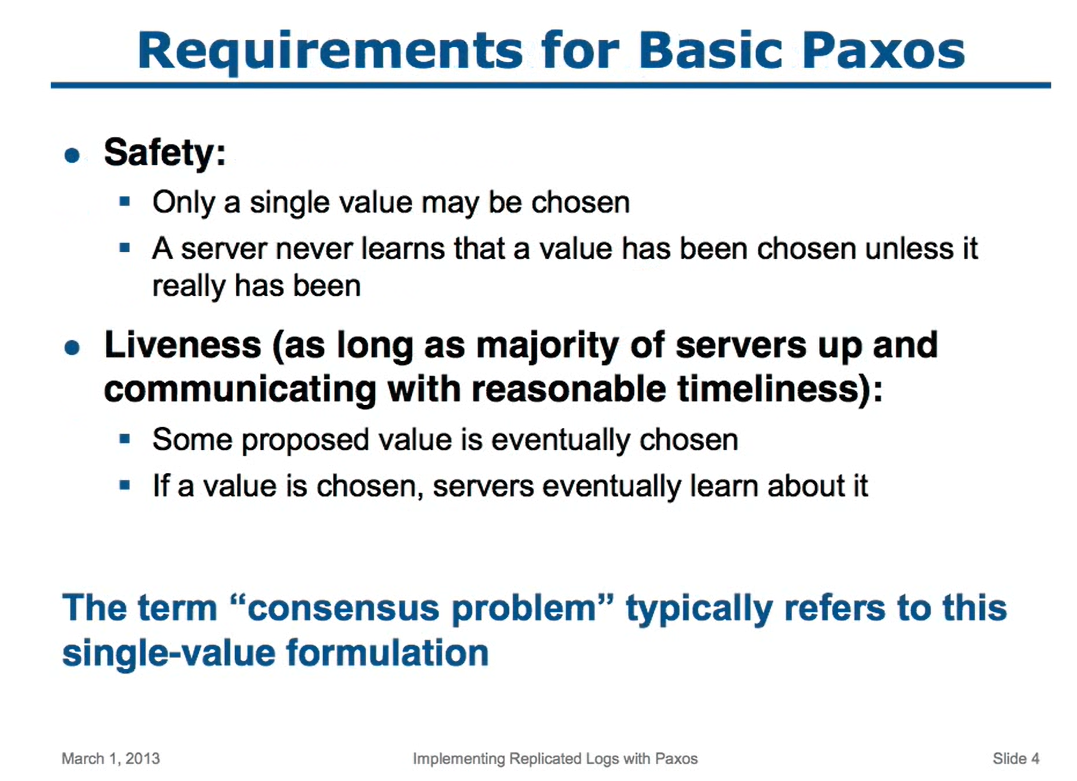 Requirements for Basic Paxos
● Safety:
▪ Only a single value may be chosen
▪ A server never learns that a value has been chosen unless it
really has been
● Liveness (as long as majority of servers up and
communicating with reasonable timeliness):
▪ Some proposed value is eventually chosen
▪ If a value is chosen, servers eventually learn about it
The term “consensus problem” typically refers to this
single-value formulation
March 1, 2013 Implementing Replicated Logs with Paxos Slide 4